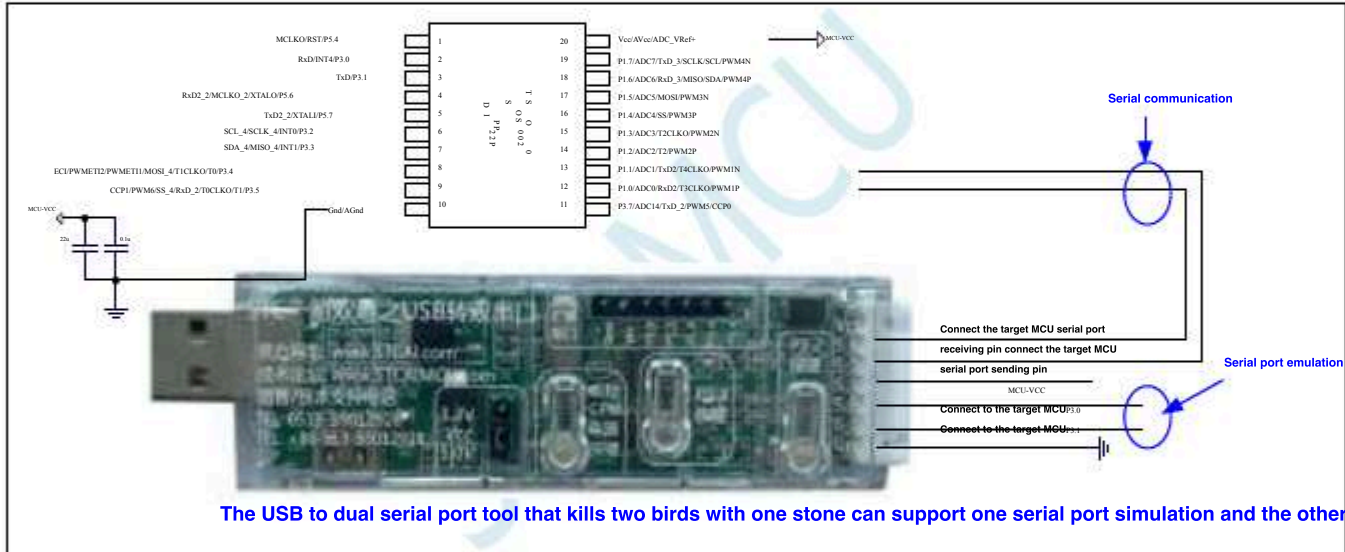 MCLKO/RST/P5.4
RxD/INT4/P3.0
TxD/P3.1
RxD2_2/MCLKO_2/XTALO/P5.6
TxD2_2/XTALI/P5.7
SCL_4/SCLK_4/INT0/P3.2
SDA_4/MISO_4/INT1/P3.3
ECI/PWMETI2/PWMETI1/MOSI_4/T1CLKO/T0/P3.4
CCP1/PWM6/SS_4/RxD_2/T0CLKO/T1/P3.5
Gnd/AGnd
1
2
3
4
5
6
7
8
9
10
20
19
18
17
16
15
14
13
12
11
Vcc/AVcc/ADC_VRef+
MCU-VCC
P1.7/ADC7/TxD_3/SCLK/SCL/PWM4N
P1.6/ADC6/RxD_3/MISO/SDA/PWM4P
P1.5/ADC5/MOSI/PWM3N
P1.4/ADC4/SS/PWM3P
P1.3/ADC3/T2CLKO/PWM2N
P1.2/ADC2/T2/PWM2P
P1.1/ADC1/TxD2/T4CLKO/PWM1N
P1.0/ADC0/RxD2/T3CLKO/PWM1P
P3.7/ADC14/TxD_2/PWM5/CCP0
MCU-VCC
22u
0.1u
MCU
Serial communication
Connect the target MCU serial port
receiving pin connect the target MCU
serial port sending pin
MCU-VCC
Connect to the target MCUP3.0
Connect to the target MCUP3.1
Serial port emulation
The USB to dual serial port tool that kills two birds with one stone can support one serial port simulation and the other